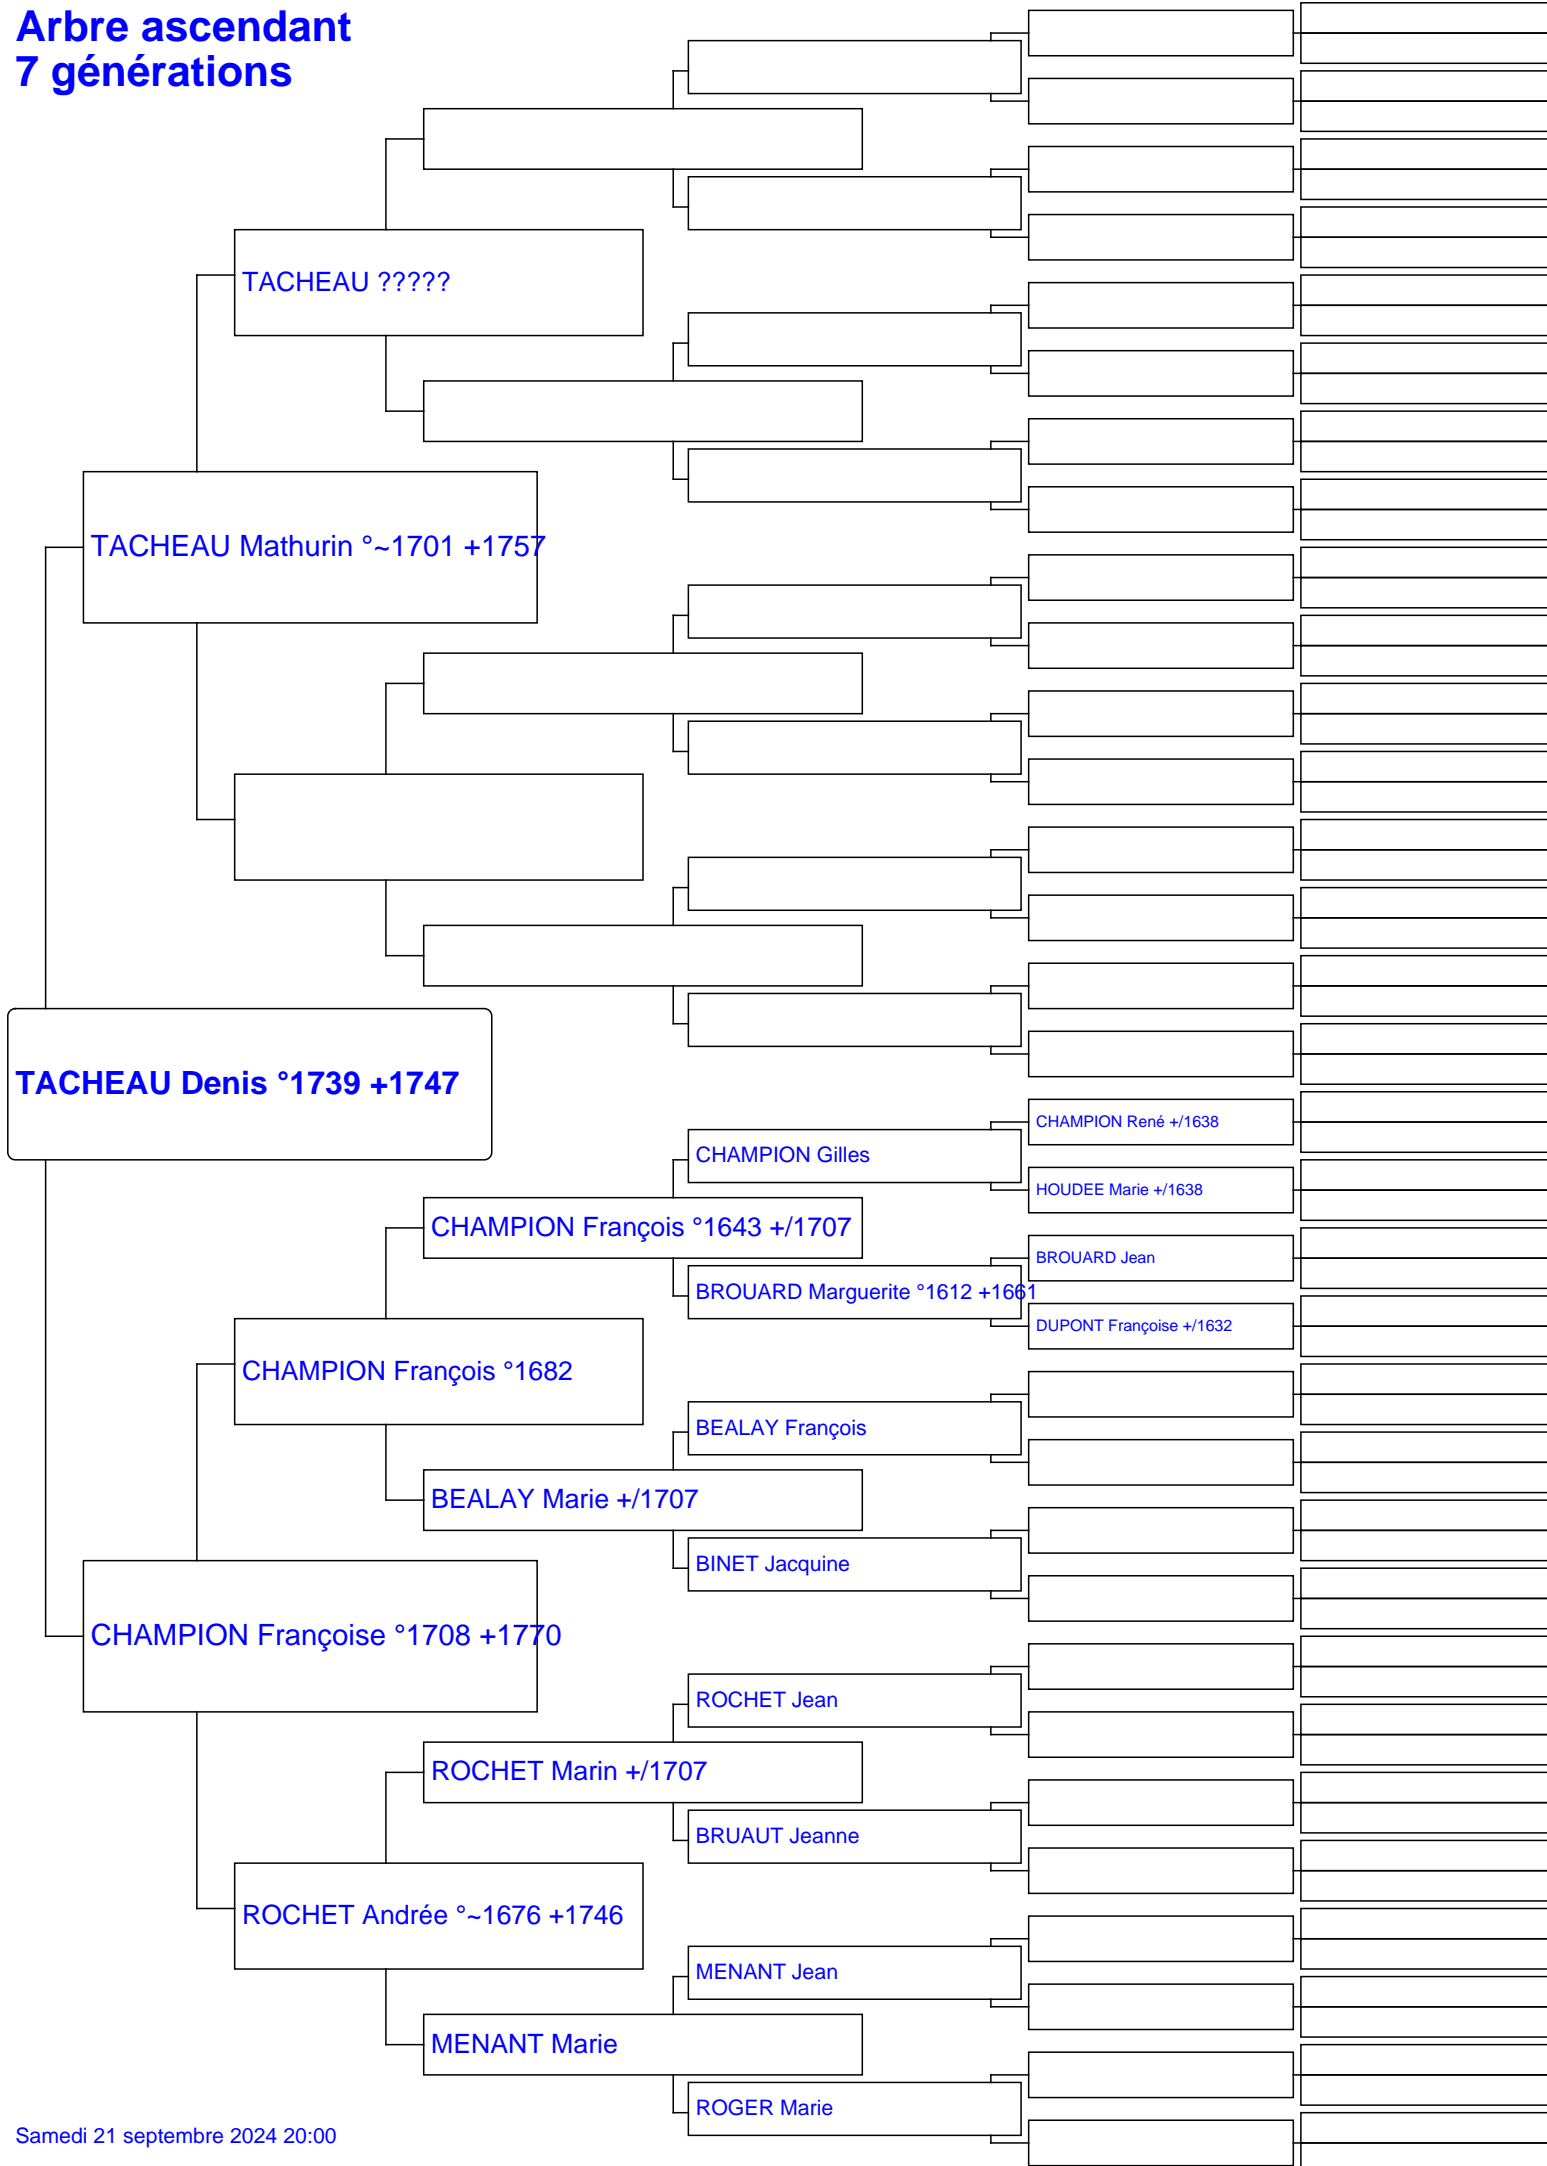 Arbre ascendant
7 générations
TACHEAU ?????
TACHEAU Mathurin °~1701 +1757
TACHEAU Denis °1739 +1747
CHAMPION René +/1638
CHAMPION Gilles
HOUDEE Marie +/1638
CHAMPION François °1643 +/1707
BROUARD Jean
BROUARD Marguerite °1612 +1661
DUPONT Françoise +/1632
CHAMPION François °1682
BEALAY François
BEALAY Marie +/1707
BINET Jacquine
CHAMPION Françoise °1708 +1770
ROCHET Jean
ROCHET Marin +/1707
BRUAUT Jeanne
ROCHET Andrée °~1676 +1746
MENANT Jean
MENANT Marie
ROGER Marie
Samedi 21 septembre 2024 20:00